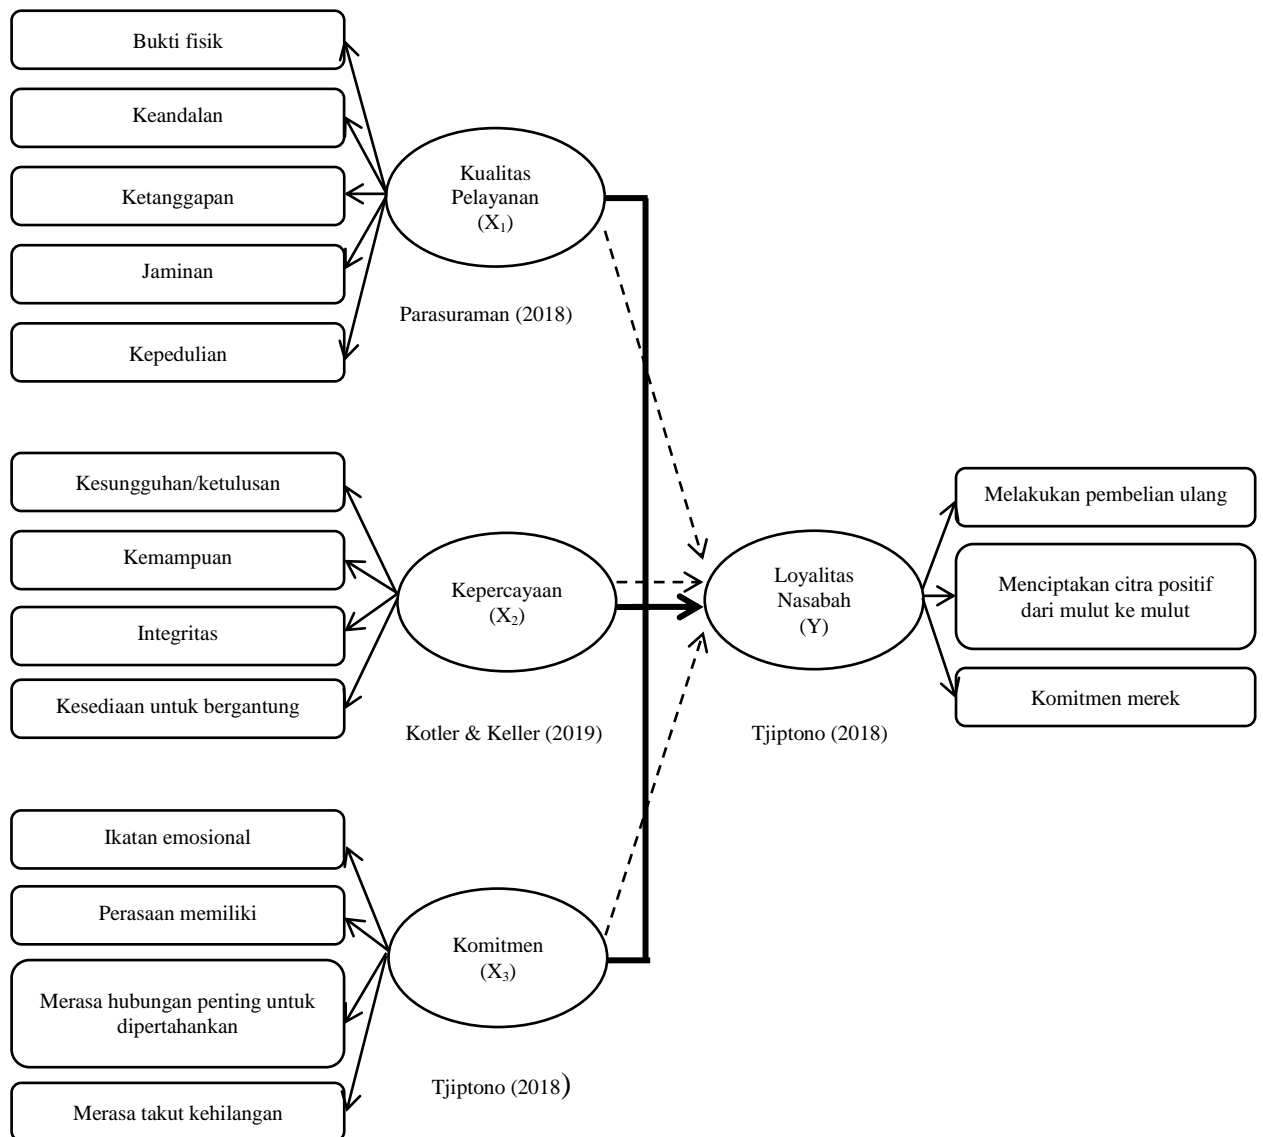 Bukti fisik
Keandalan
Ketanggapan
Jaminan
Kepedulian
Kualitas
Pelayanan
(X₁)
Parasuraman (2018)
Kesungguhan/ketulusan
Kemampuan
Integritas
Kesediaan untuk bergantung
Kepercayaan
(X₂)
Kotler & Keller (2019)
Ikatan emosional
Perasaan memiliki
Merasa hubungan penting untuk
dipertahankan
Merasa takut kehilangan
Komitmen
(X₃)
Tjiptono (2018)
Loyalitas
Nasabah
(Y)
Tjiptono (2018)
Melakukan pembelian ulang
Menciptakan citra positif
dari mulut ke mulut
Komitmen merek